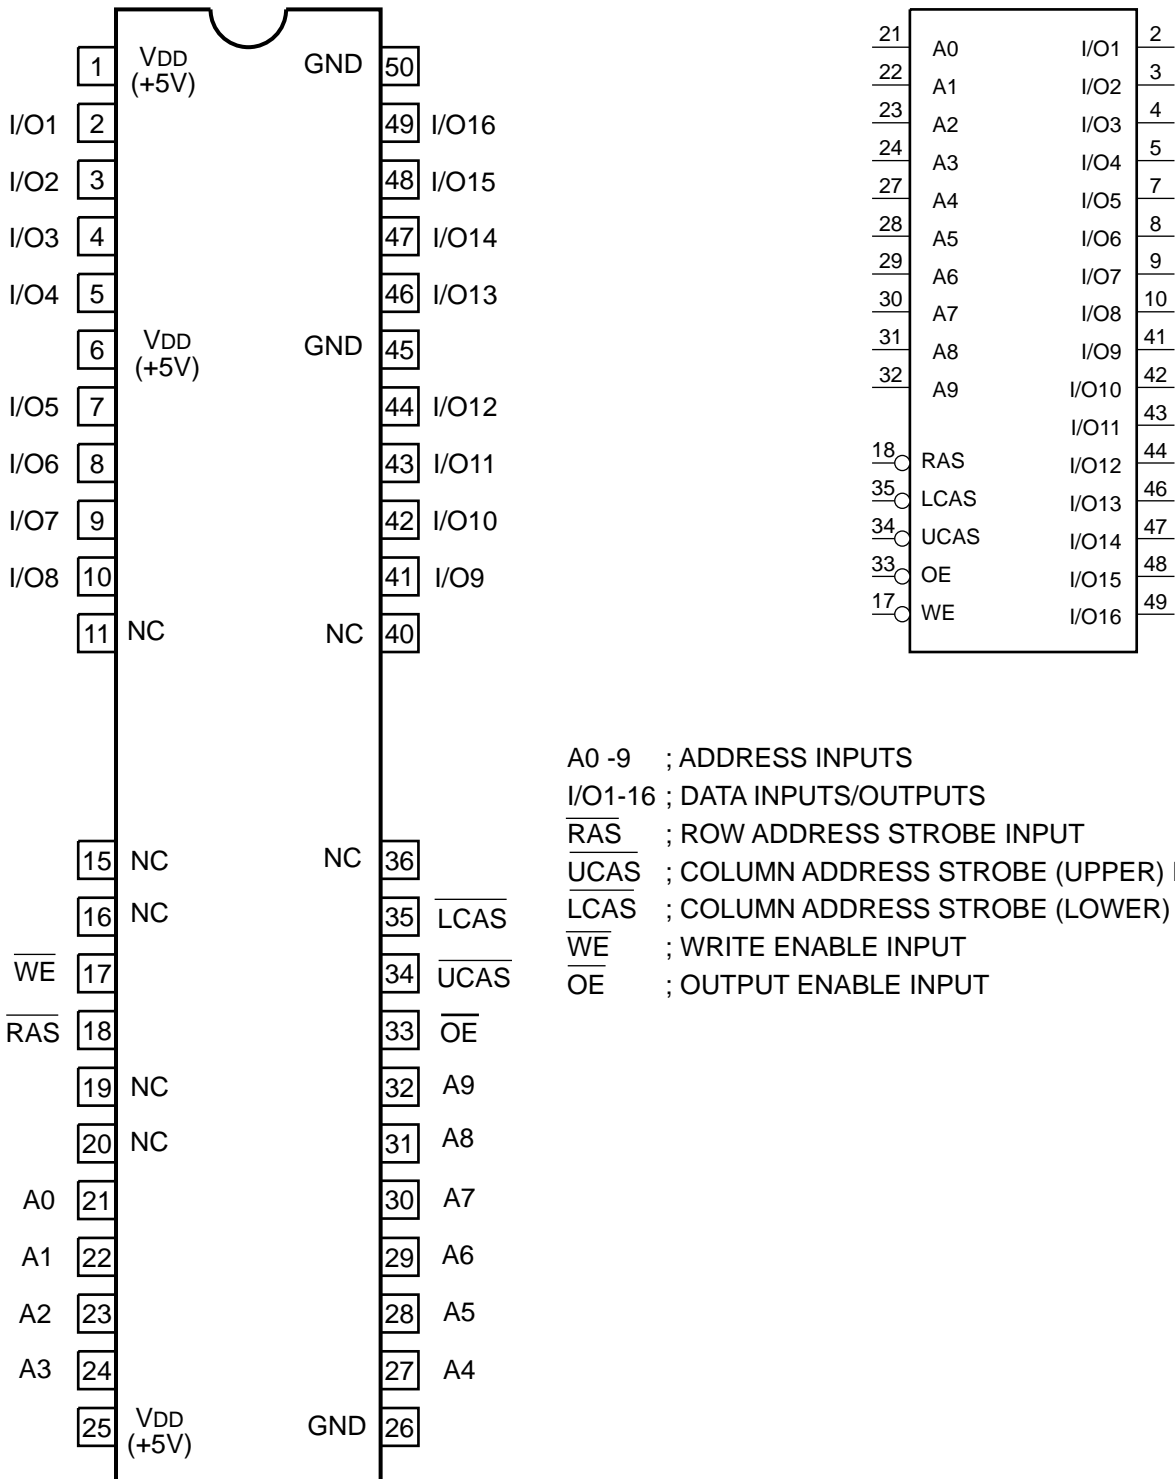 1 VDD GND 50
(+5V)
I/O1 2 49 I/O16
I/O2 3 48 I/O15
I/O3 4 47 I/O14
I/O4 5 46 I/O13
6 VDD GND 45
(+5V)
I/O5 7 44 I/O12
I/O6 8 43 I/O11
I/O7 9 42 I/O10
I/O8 10 41 I/O9
11 NC NC 40
15 NC NC 36
16 NC 35 LCAS
WE 17 34 UCAS
RAS 18 33 OE
19 NC 32 A9
20 NC 31 A8
A0 21 30 A7
A1 22 29 A6
A2 23 28 A5
A3 24 27 A4
25 VDD GND 26
(+5V)
21 A0 I/O1 2
22 A1 I/O2 3
23 A2 I/O3 4
24 A3 I/O4 5
27 A4 I/O5 7
28 A5 I/O6 8
29 A6 I/O7 9
30 A7 I/O8 10
31 A8 I/O9 41
32 A9 I/O10 42
I/O11 43
18 RAS I/O12 44
35 LCAS I/O13 46
34 UCAS I/O14 47
33 OE I/O15 48
17 WE I/O16 49
A0 -9 ; ADDRESS INPUTS
I/O1-16 ; DATA INPUTS/OUTPUTS
RAS ; ROW ADDRESS STROBE INPUT
UCAS ; COLUMN ADDRESS STROBE (UPPER)
LCAS ; COLUMN ADDRESS STROBE (LOWER)
WE ; WRITE ENABLE INPUT
OE ; OUTPUT ENABLE INPUT